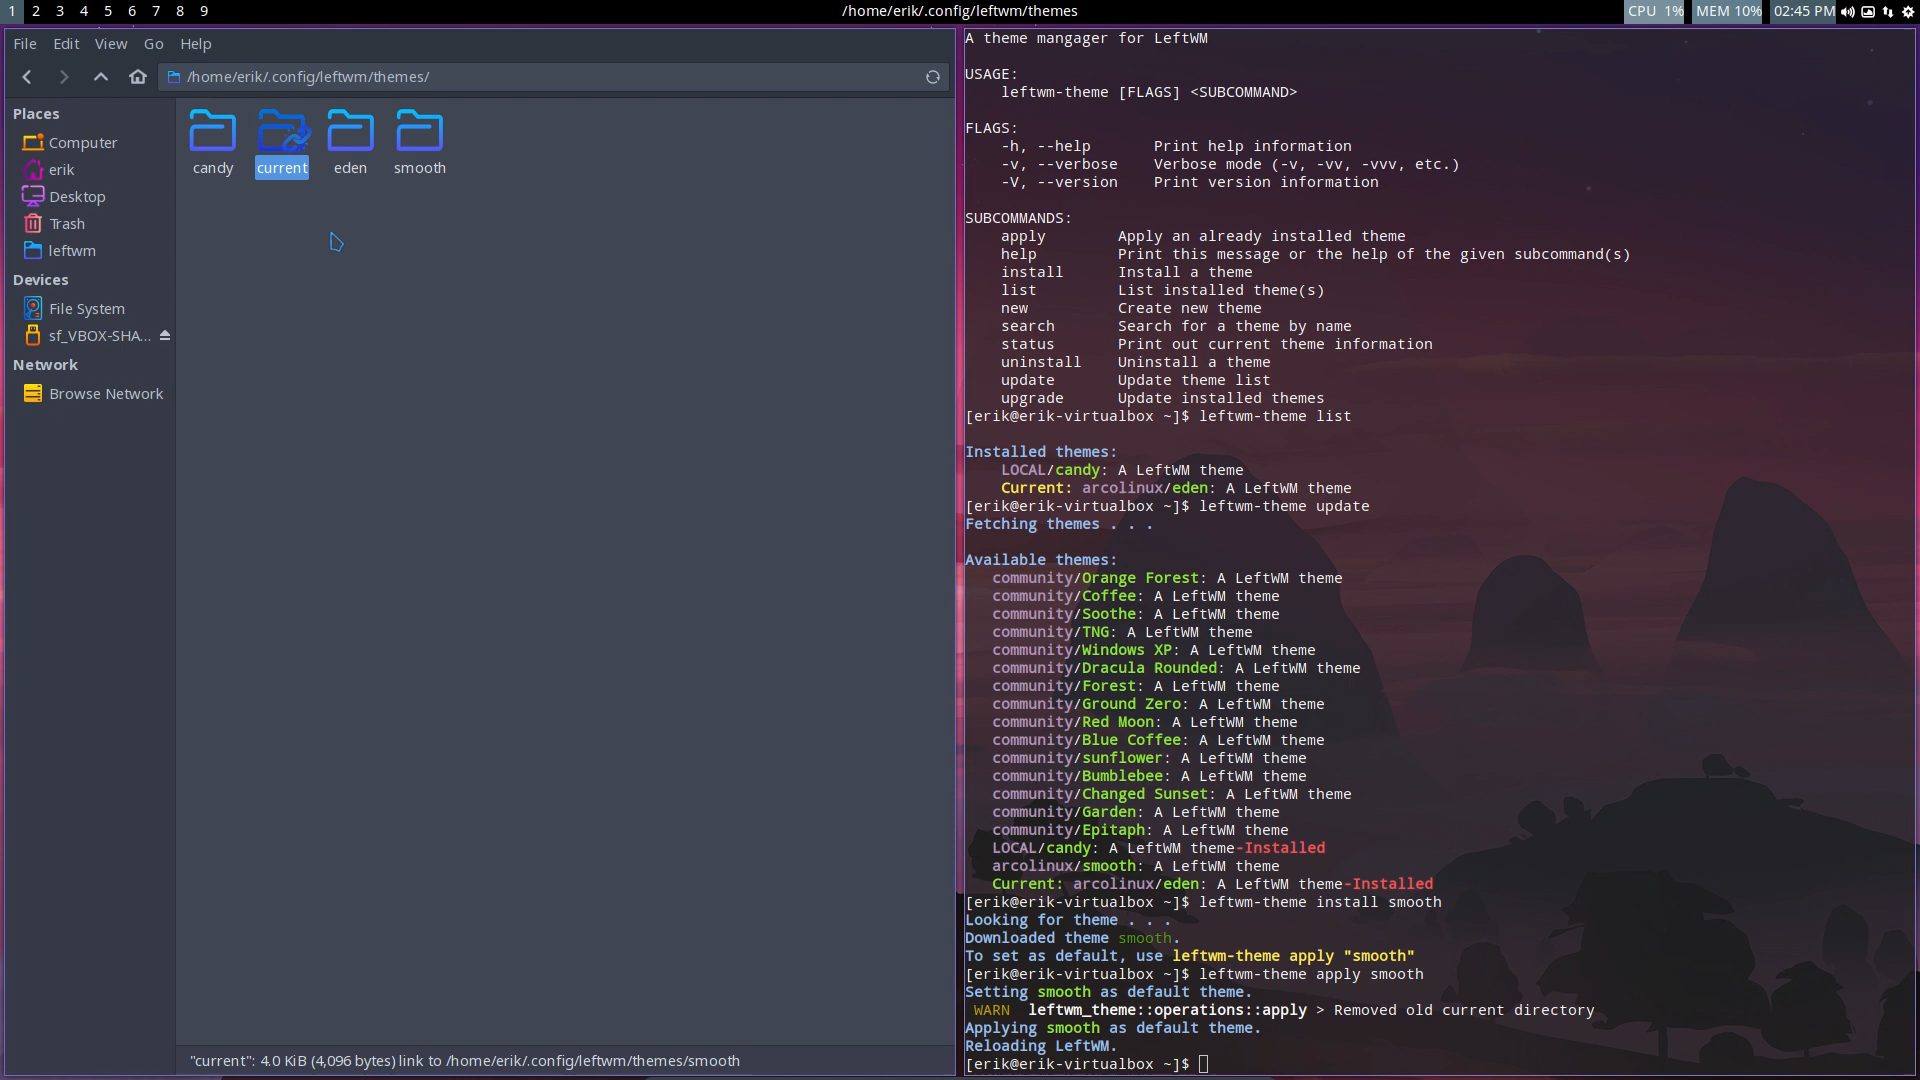 1 2 3 4 5 6 7 8 9 /home/erik/.config/leftwm/themes CPU 1% MEM 10% 02:45 PM
File Edit View Go Help
/home/erik/.config/leftwm/themes/
Places
Computer
erik
Desktop
Trash
leftwm
Devices
File System
sf_VBOX-SHA...
Network
Browse Network
candy current eden smooth
"current": 4.0 KiB (4,096 bytes) link to /home/erik/.config/leftwm/themes/smooth
A theme mangager for LeftWM
USAGE:
leftwm-theme [FLAGS] <SUBCOMMAND>
FLAGS:
-h, --help Print help information
-v, --verbose Verbose mode (-v, -vv, -vvv, etc.)
-V, --version Print version information
SUBCOMMANDS:
apply Apply an already installed theme
help Print this message or the help of the given subcommand(s)
install Install a theme
list List installed theme(s)
new Create new theme
search Search for a theme by name
status Print out current theme information
uninstall Uninstall a theme
update Update theme list
upgrade Update installed themes
[erik@erik-virtualbox ~]$ leftwm-theme list
Installed themes:
LOCAL/candy: A LeftWM theme
Current: arcolinux/eden: A LeftWM theme
[erik@erik-virtualbox ~]$ leftwm-theme update
Fetching themes . . .
Available themes:
community/Orange Forest: A LeftWM theme
community/Coffee: A LeftWM theme
community/Soothe: A LeftWM theme
community/TNG: A LeftWM theme
community/Windows XP: A LeftWM theme
community/Dracula Rounded: A LeftWM theme
community/Forest: A LeftWM theme
community/Ground Zero: A LeftWM theme
community/Red Moon: A LeftWM theme
community/Blue Coffee: A LeftWM theme
community/sunflower: A LeftWM theme
community/Bumblebee: A LeftWM theme
community/Changed Sunset: A LeftWM theme
community/Garden: A LeftWM theme
community/Epitaph: A LeftWM theme
LOCAL/candy: A LeftWM theme-Installed
arcolinux/smooth: A LeftWM theme
Current: arcolinux/eden: A LeftWM theme-Installed
[erik@erik-virtualbox ~]$ leftwm-theme install smooth
Looking for theme . . .
Downloaded theme smooth.
To set as default, use leftwm-theme apply "smooth"
[erik@erik-virtualbox ~]$ leftwm-theme apply smooth
Setting smooth as default theme.
WARN leftwm_theme::operations::apply > Removed old current directory
Applying smooth as default theme.
Reloading LeftWM.
[erik@erik-virtualbox ~]$